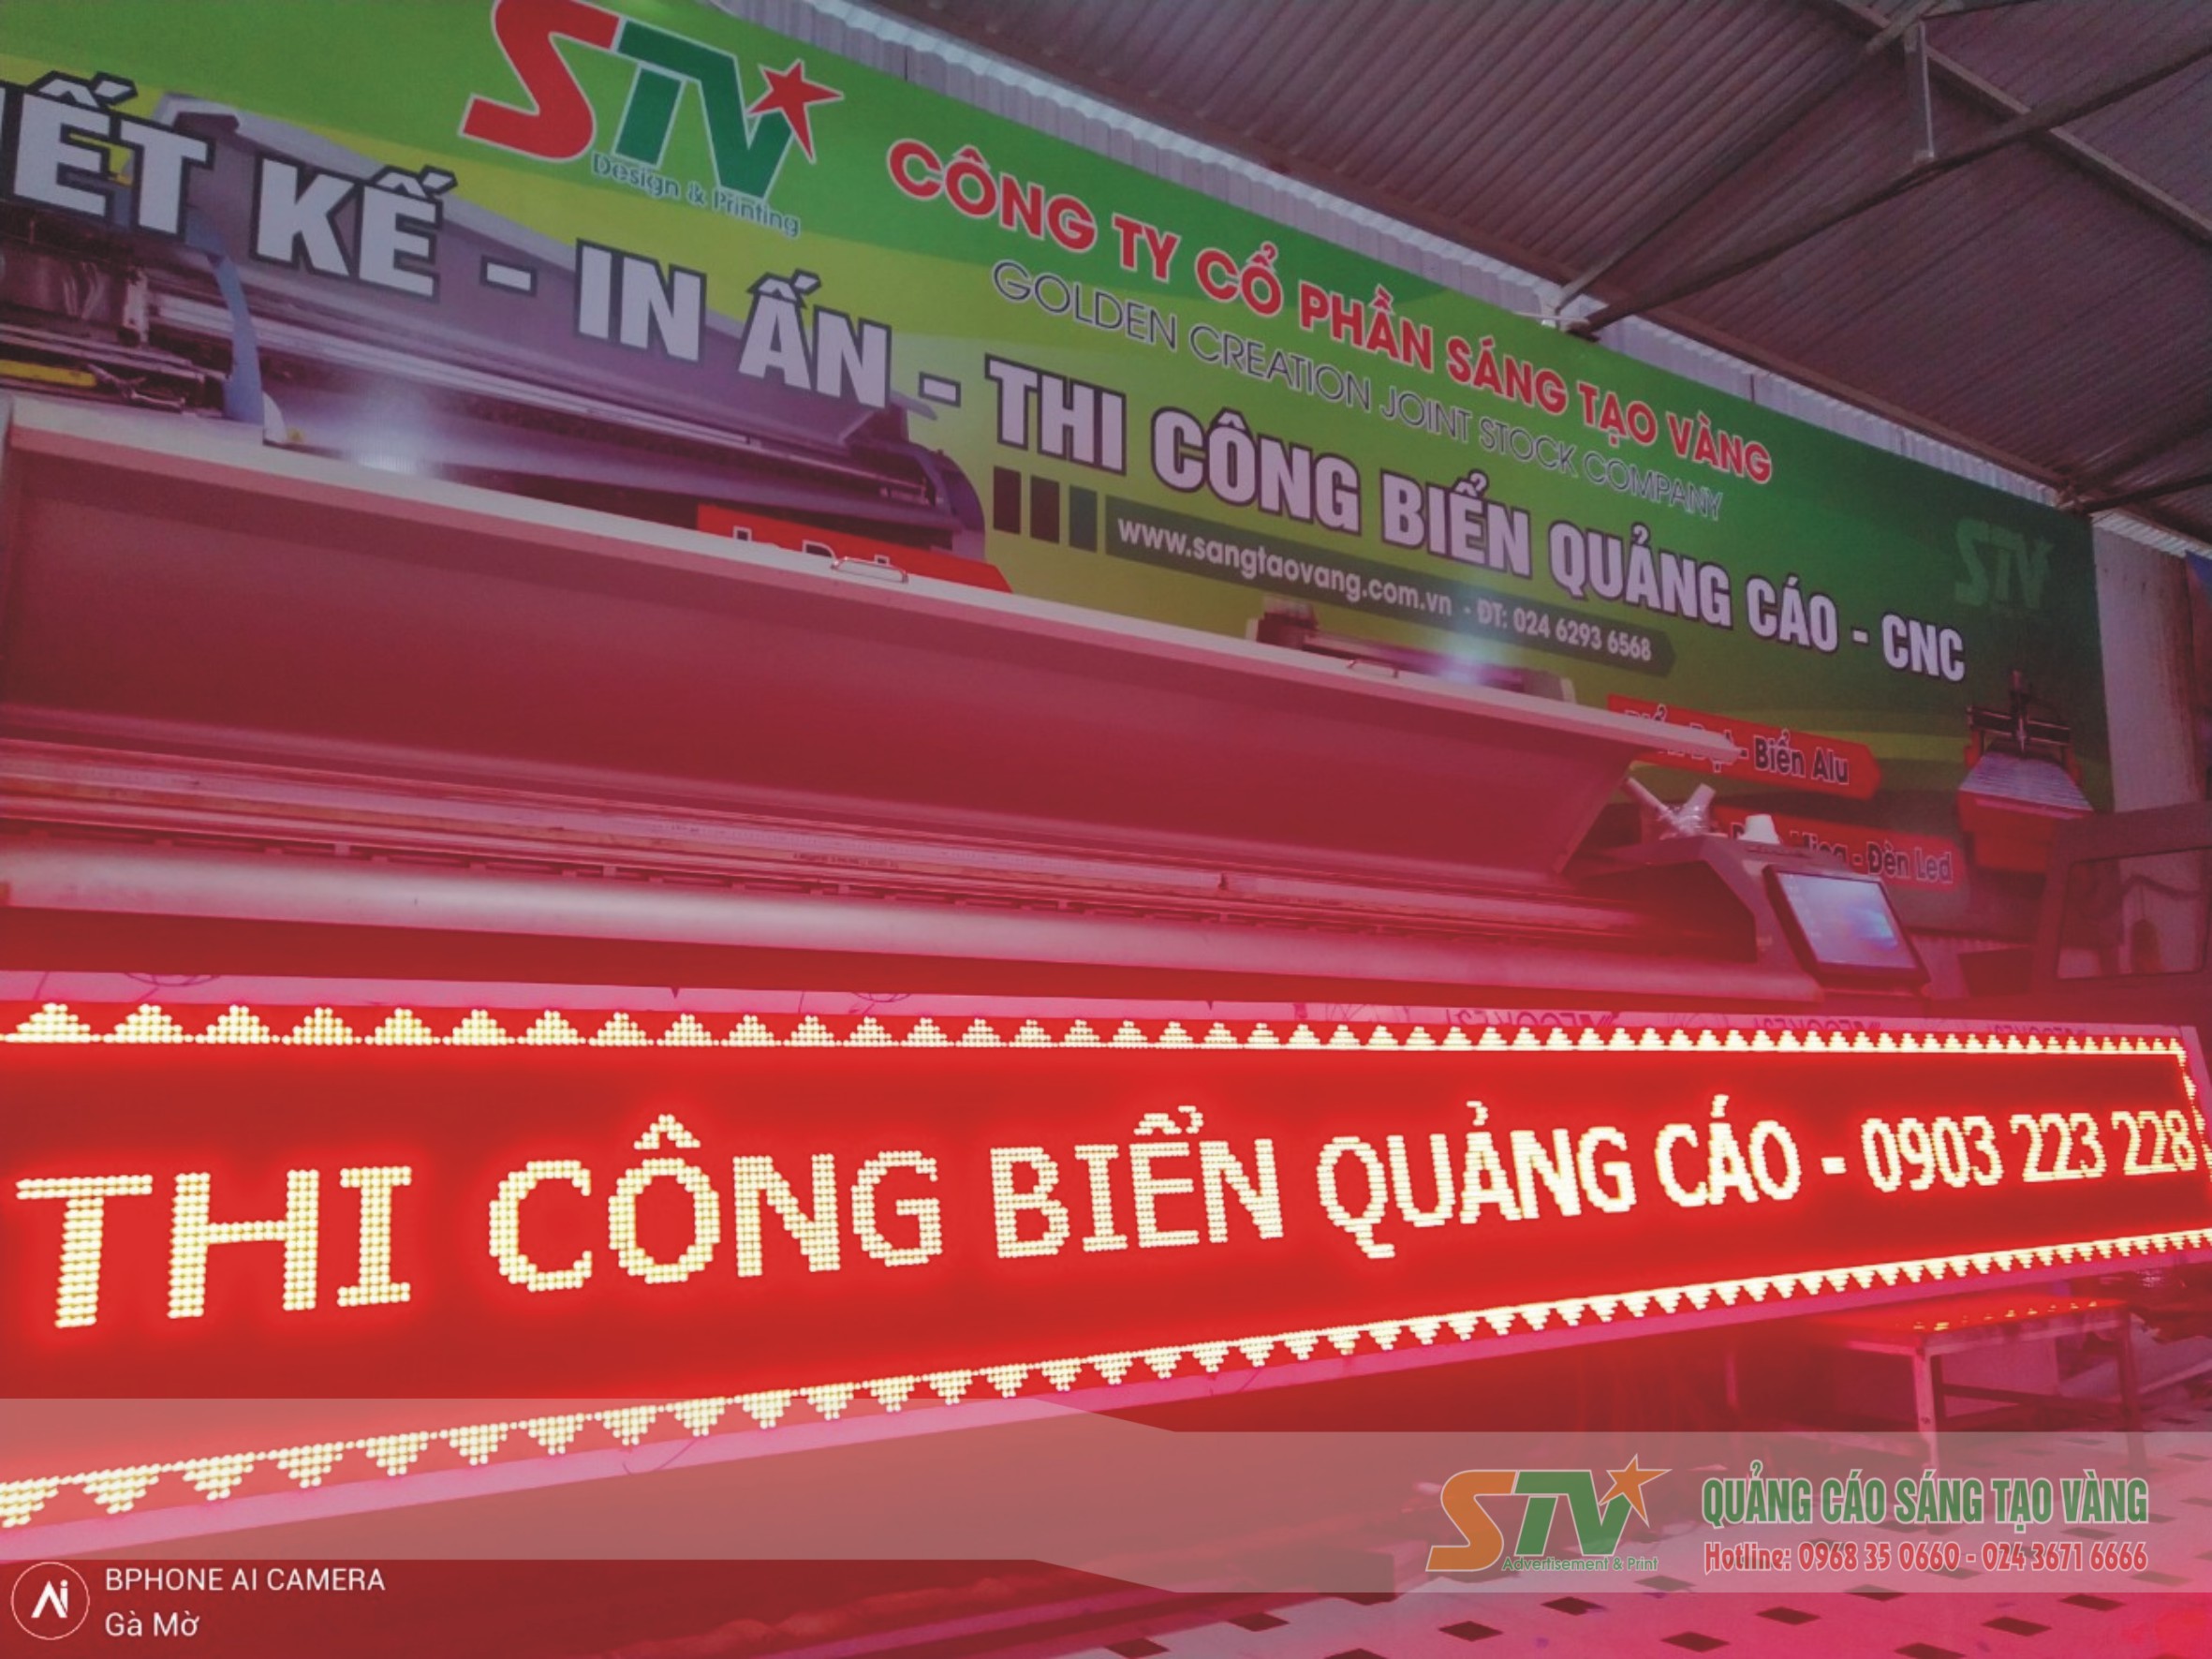 STV
Design & Printing
CÔNG TY CỔ PHẦN SÁNG TẠO VÀNG
GOLDEN CREATION JOINT STOCK COMPANY
KẾ - IN ẤN - THI CÔNG BIỂN QUẢNG CÁO - CNC
www.sangtaovang.com.vn - ĐT: 024 6293 6568
STV
- Biển Alu
- Đèn Led
THI CÔNG BIỂN QUẢNG CÁO - 0903 223 228
STV
Advertisement & Print
QUẢNG CÁO SÁNG TẠO VÀNG
Hotline: 0968 35 0660 - 024 3671 6666
Ai
BPHONE AI CAMERA
Gà Mờ